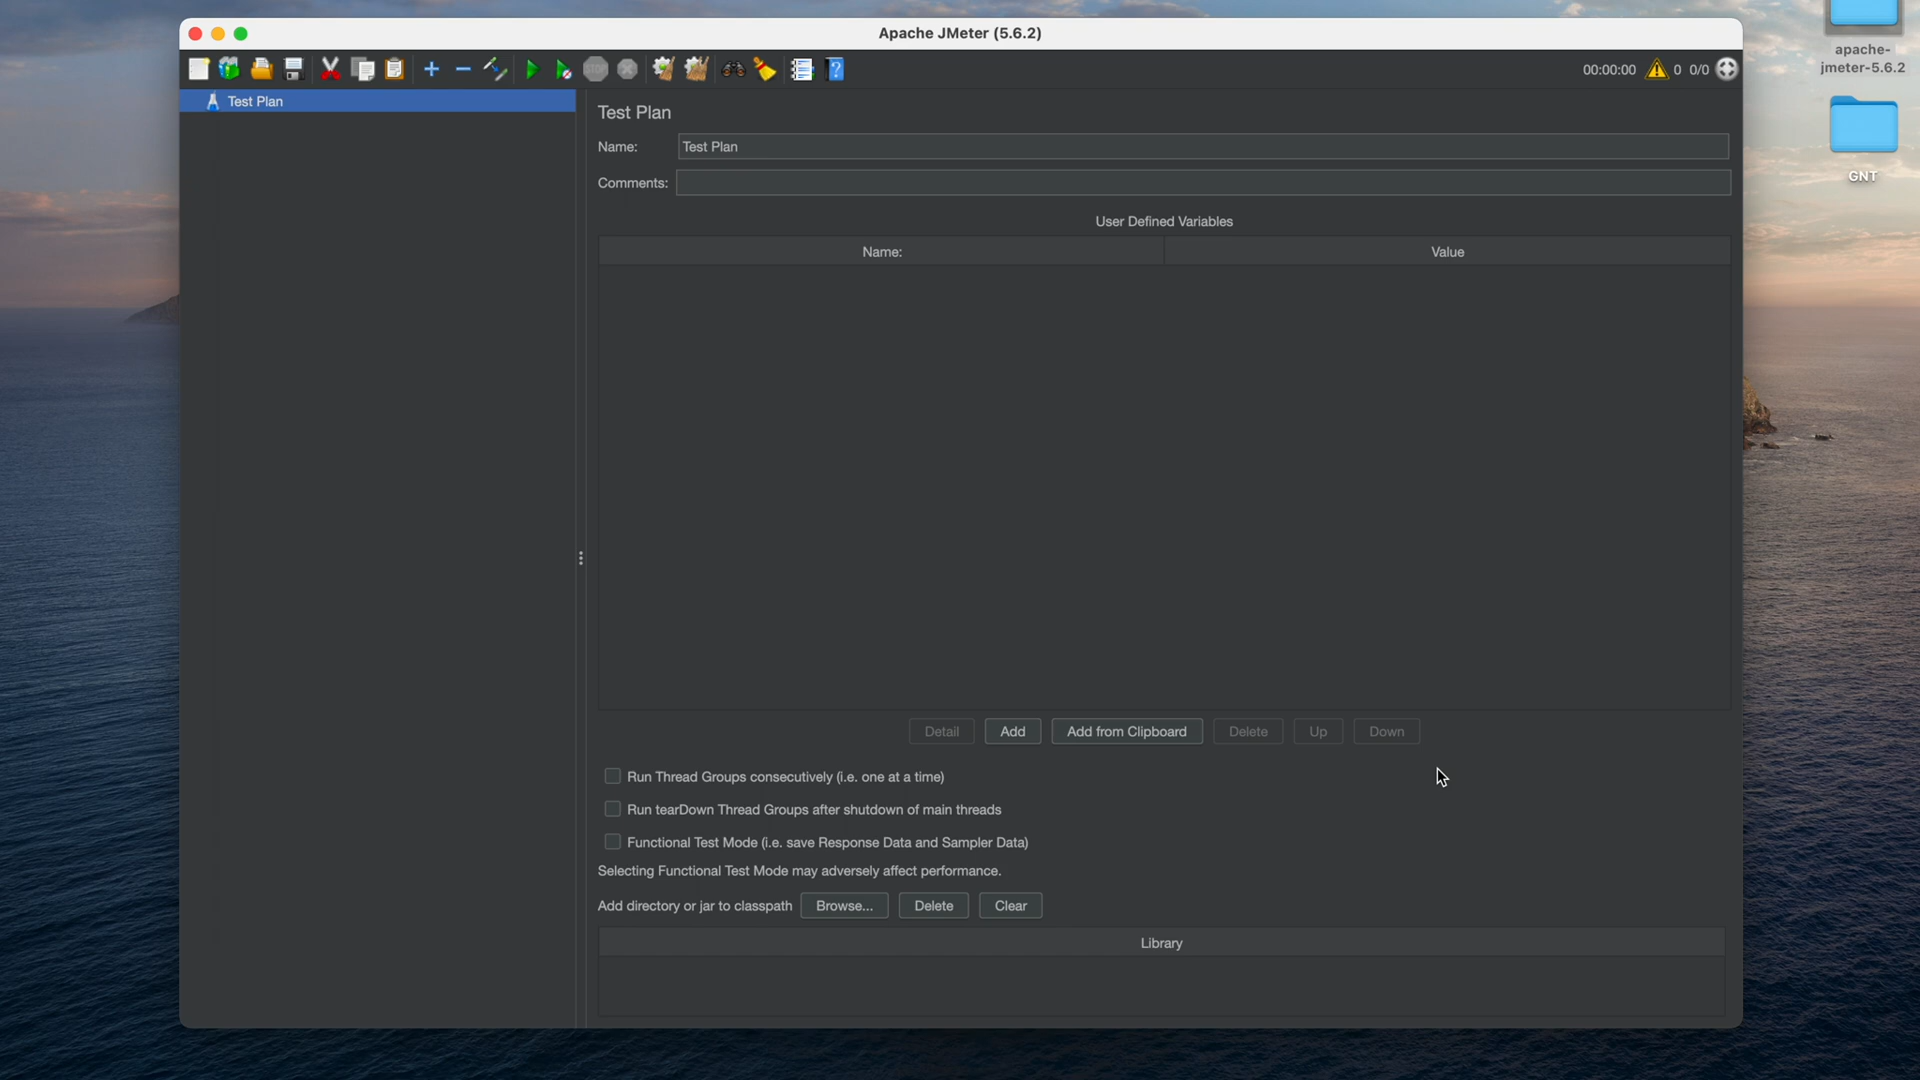 Apache JMeter (5.6.2)
apache-
jmeter-5.6.2
STOP
00:00:00 0 0/0
Test Plan
Test Plan
Name: Test Plan
GNT
Comments:
User Defined Variables
Name: Value
Detail Add Add from Clipboard Delete Up Down
Run Thread Groups consecutively (i.e. one at a time)
Run tearDown Thread Groups after shutdown of main threads
Functional Test Mode (i.e. save Response Data and Sampler Data)
Selecting Functional Test Mode may adversely affect performance.
Add directory or jar to classpath Browse... Delete Clear
Library